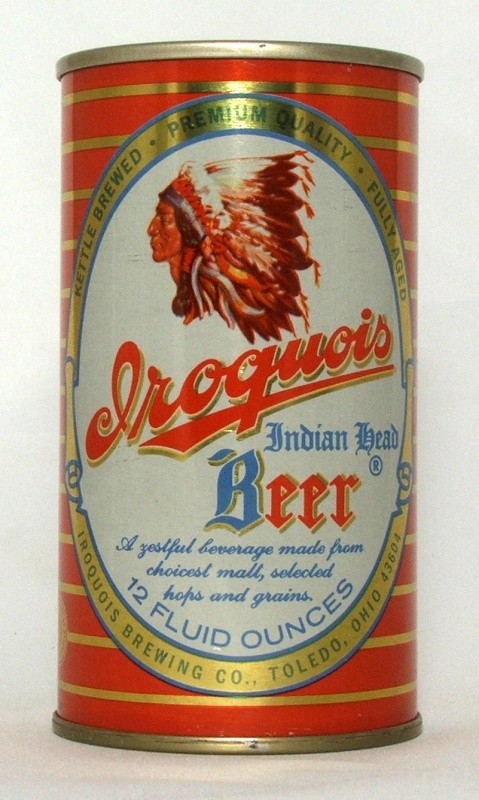 KETTLE BREWED • PREMIUM QUALITY • FULLY AGED
Iroquois
Indian Head
Beer®
A zestful beverage made from
choicest malt, selected
hops and grains.
12 FLUID OUNCES
IROQUOIS BREWING CO., TOLEDO, OHIO 43604